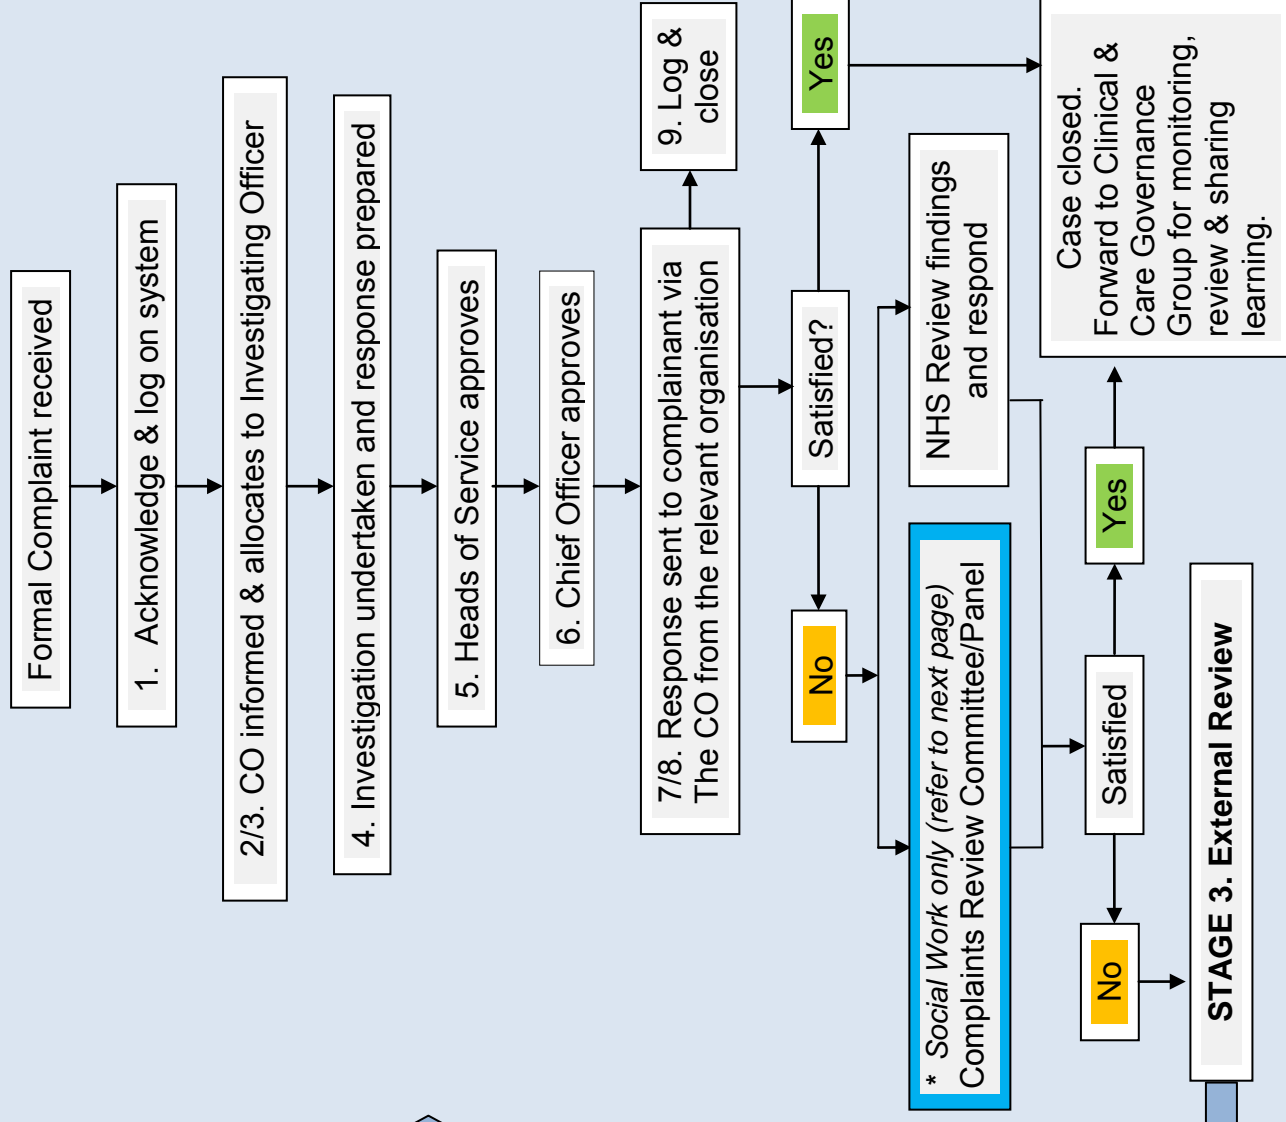 Formal Complaint received
1. Acknowledge & log on system
2/3. CO informed & allocates to Investigating Officer
4. Investigation undertaken and response prepared
5. Heads of Service approves
6. Chief Officer approves
7/8. Response sent to complainant via
The CO from the relevant organisation
9. Log &
close
Satisfied?
No
Yes
* Social Work only (refer to next page)
Complaints Review Committee/Panel
NHS Review findings
and respond
Satisfied
No
Yes
Case closed.
Forward to Clinical &
Care Governance
Group for monitoring,
review & sharing
learning.
STAGE 3. External Review